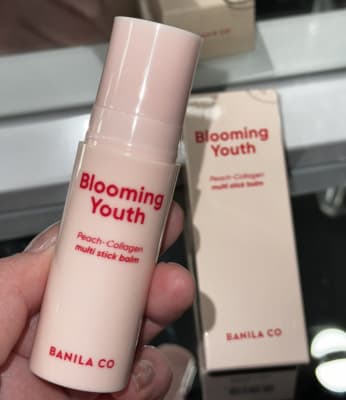 Blooming
Youth
Peach-Collagen
multi stick balm
BANILA CO
Blooming
Youth
Peach-Collagen
multi stick balm
BANILA CO